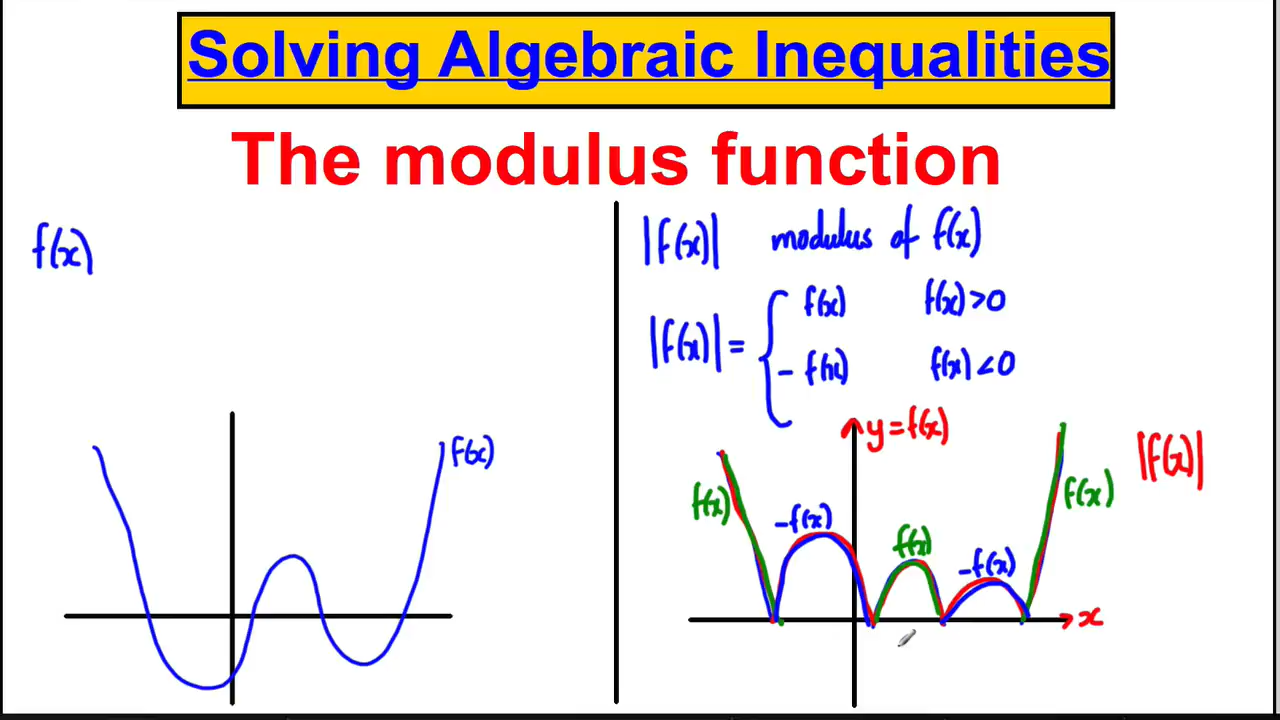 Solving Algebraic Inequalities
The modulus function
f(x)
f(x)
|f(x)| modulus of f(x)
|f(x)| = { f(x) f(x)>0
- f(x) f(x)<0
y=f(x)
|f(x)|
f(x)
-f(x)
f(x)
-f(x)
f(x)
x